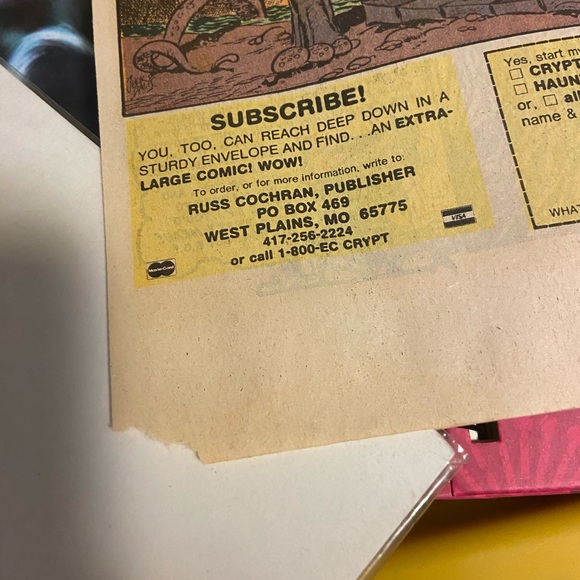 SUBSCRIBE!
YOU, TOO, CAN REACH DEEP DOWN IN A
STURDY ENVELOPE AND FIND. . .AN EXTRA-
LARGE COMIC! WOW!
To order, or for more information, write to:
RUSS COCHRAN, PUBLISHER
PO BOX 469
WEST PLAINS, MO 65775
417-256-2224
or call 1-800-EC CRYPT
MasterCard
VISA
Yes, start m
CRYPT
HAUN
or, all
name &
WHAT